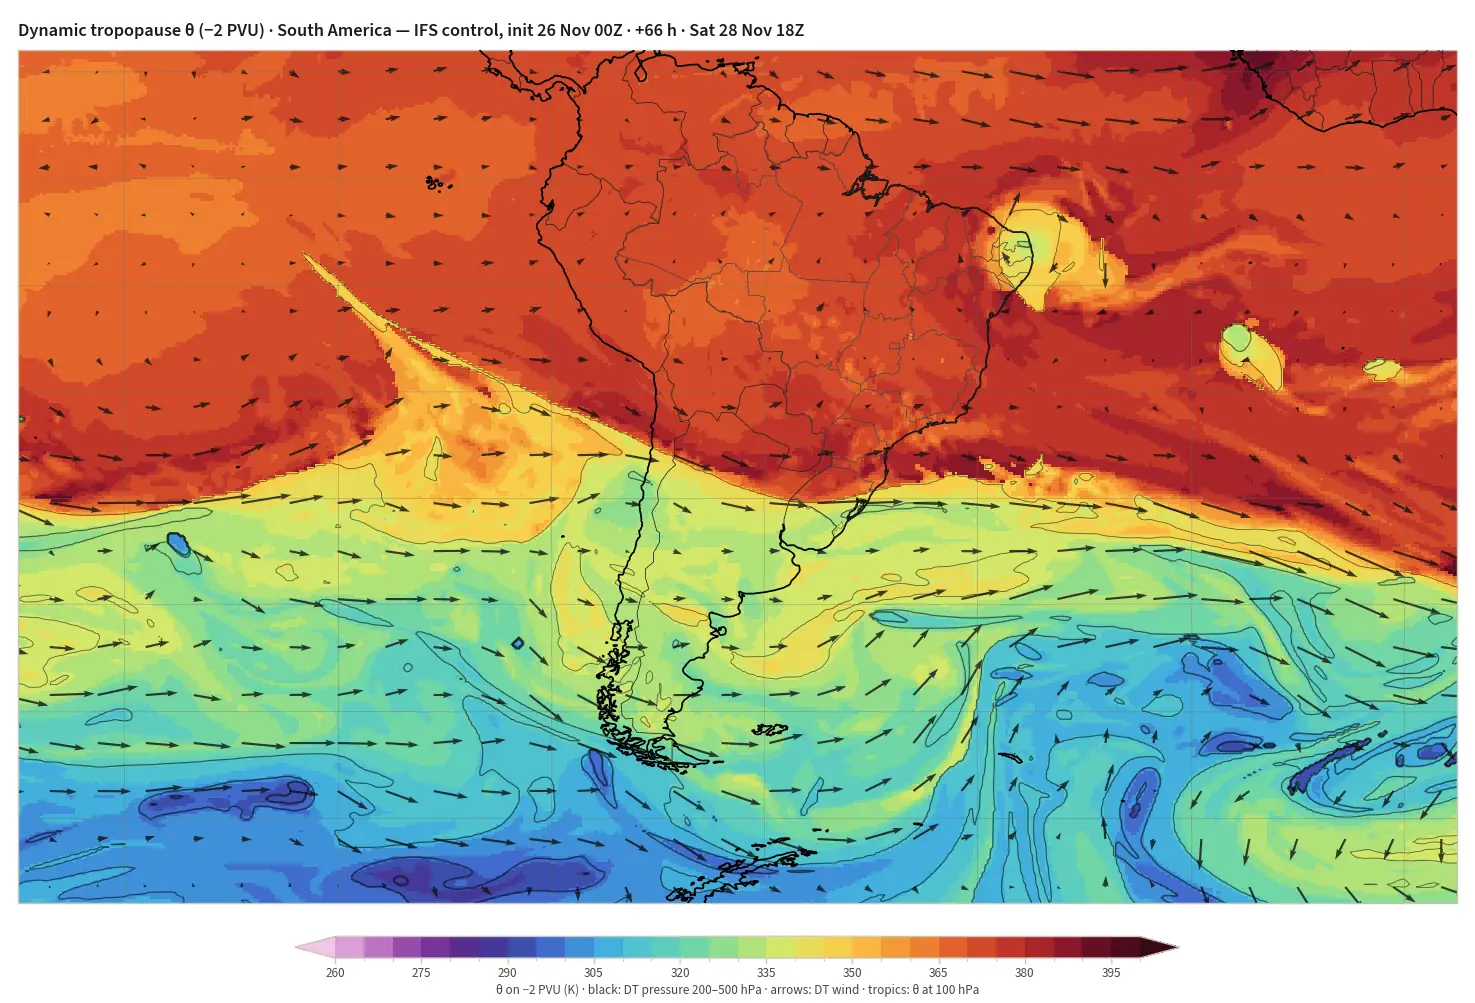 Dynamic tropopause θ (−2 PVU) · South America — IFS control, init 26 Nov 00Z · +66 h · Sat 28 Nov 18Z
260 275 290 305 320 335 350 365 380 395
θ on −2 PVU (K) · black: DT pressure 200–500 hPa · arrows: DT wind · tropics: θ at 100 hPa